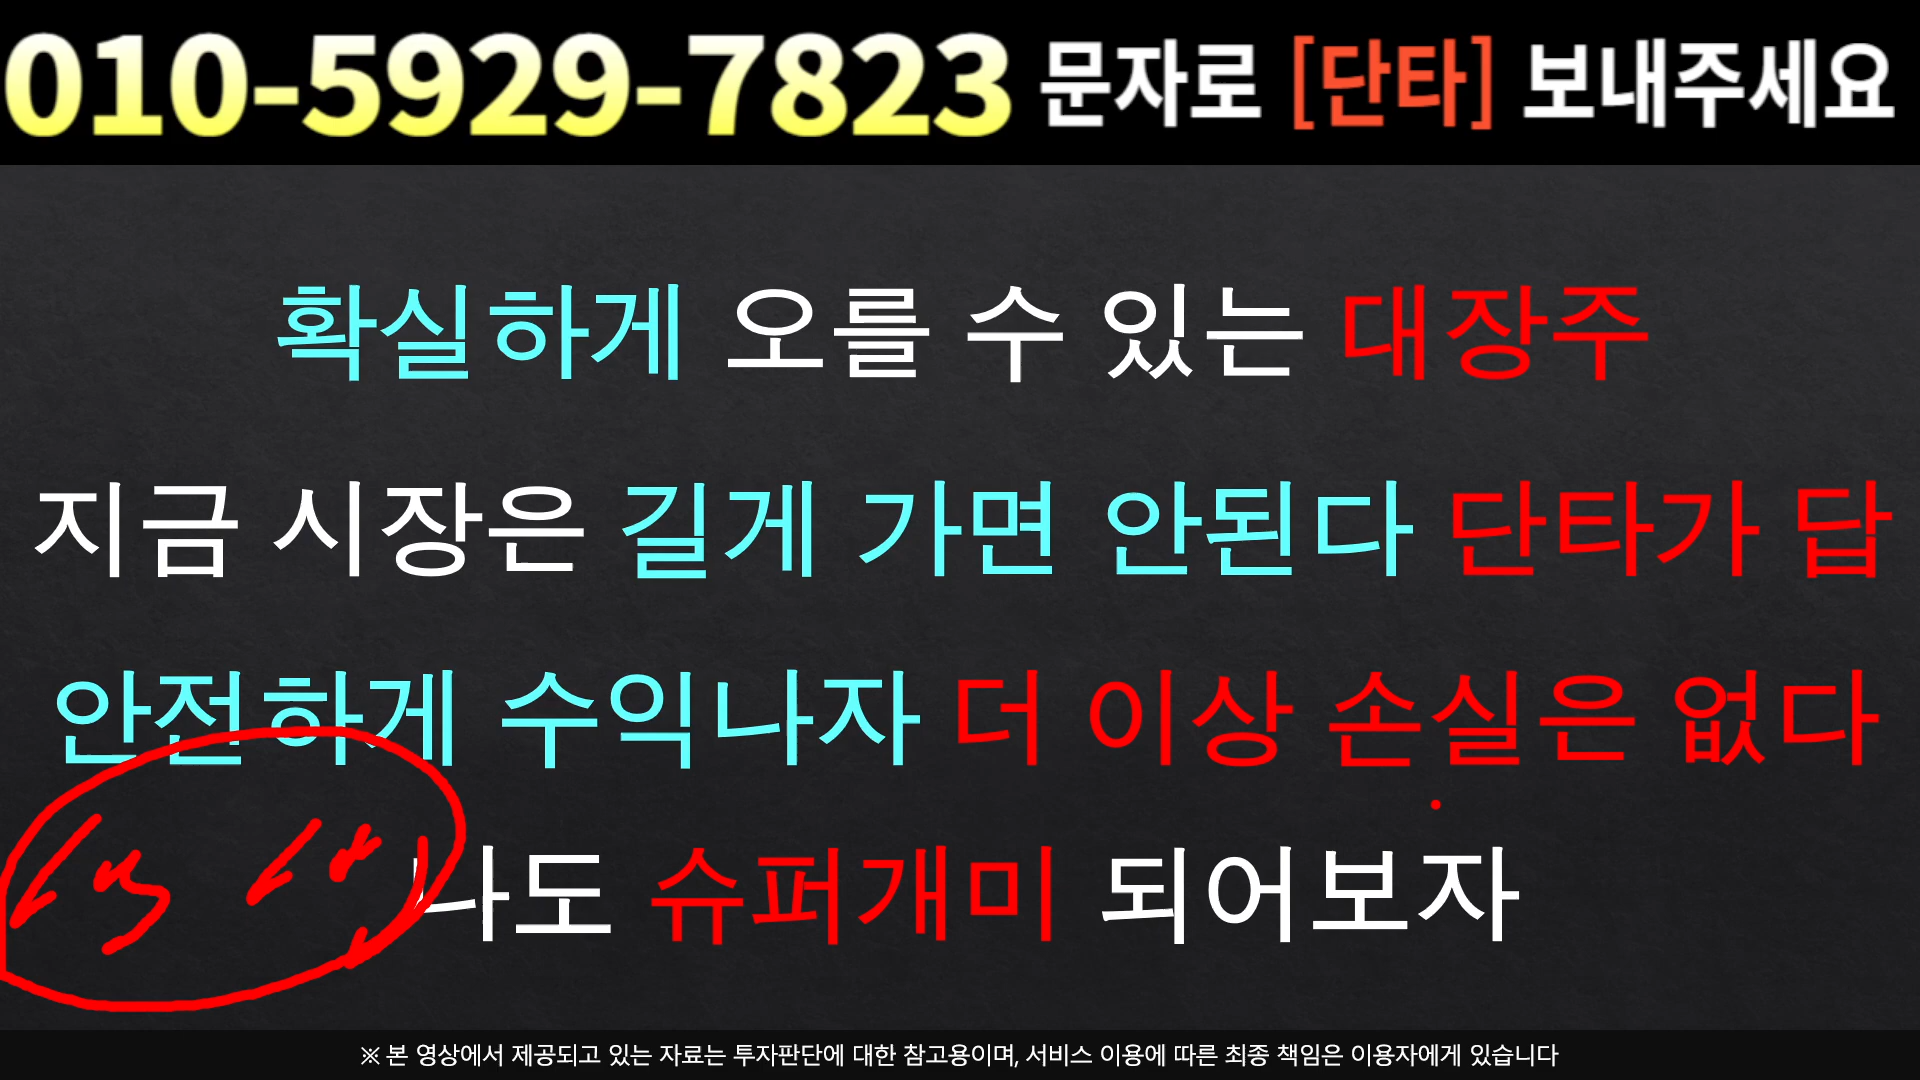 010-5929-7823 문자로 [단타] 보내주세요
확실하게 오를 수 있는 대장주
지금 시장은 길게 가면 안된다 단타가 답
안전하게 수익나자 더 이상 손실은 없다
나도 슈퍼개미 되어보자
※ 본 영상에서 제공되고 있는 자료는 투자판단에 대한 참고용이며, 서비스 이용에 따른 최종 책임은 이용자에게 있습니다